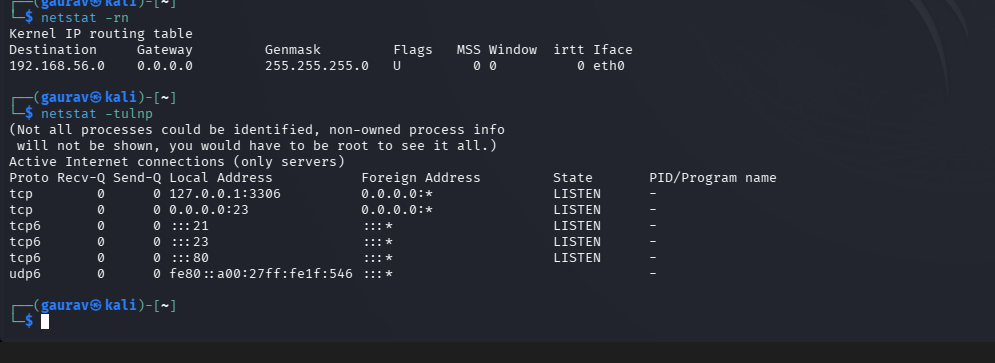 ┌──(gaurav㉿kali)-[~]
└─$ netstat -rn
Kernel IP routing table
Destination     Gateway         Genmask         Flags   MSS Window  irtt Iface
192.168.56.0    0.0.0.0         255.255.255.0   U         0 0          0 eth0
┌──(gaurav㉿kali)-[~]
└─$ netstat -tulnp
(Not all processes could be identified, non-owned process info
 will not be shown, you would have to be root to see it all.)
Active Internet connections (only servers)
Proto Recv-Q Send-Q Local Address           Foreign Address         State       PID/Program name
tcp        0      0 127.0.0.1:3306          0.0.0.0:*               LISTEN      -
tcp        0      0 0.0.0.0:23              0.0.0.0:*               LISTEN      -
tcp6       0      0 :::21                   :::*                    LISTEN      -
tcp6       0      0 :::23                   :::*                    LISTEN      -
tcp6       0      0 :::80                   :::*                    LISTEN      -
udp6       0      0 fe80::a00:27ff:fe1f:546 :::*                                -
┌──(gaurav㉿kali)-[~]
└─$